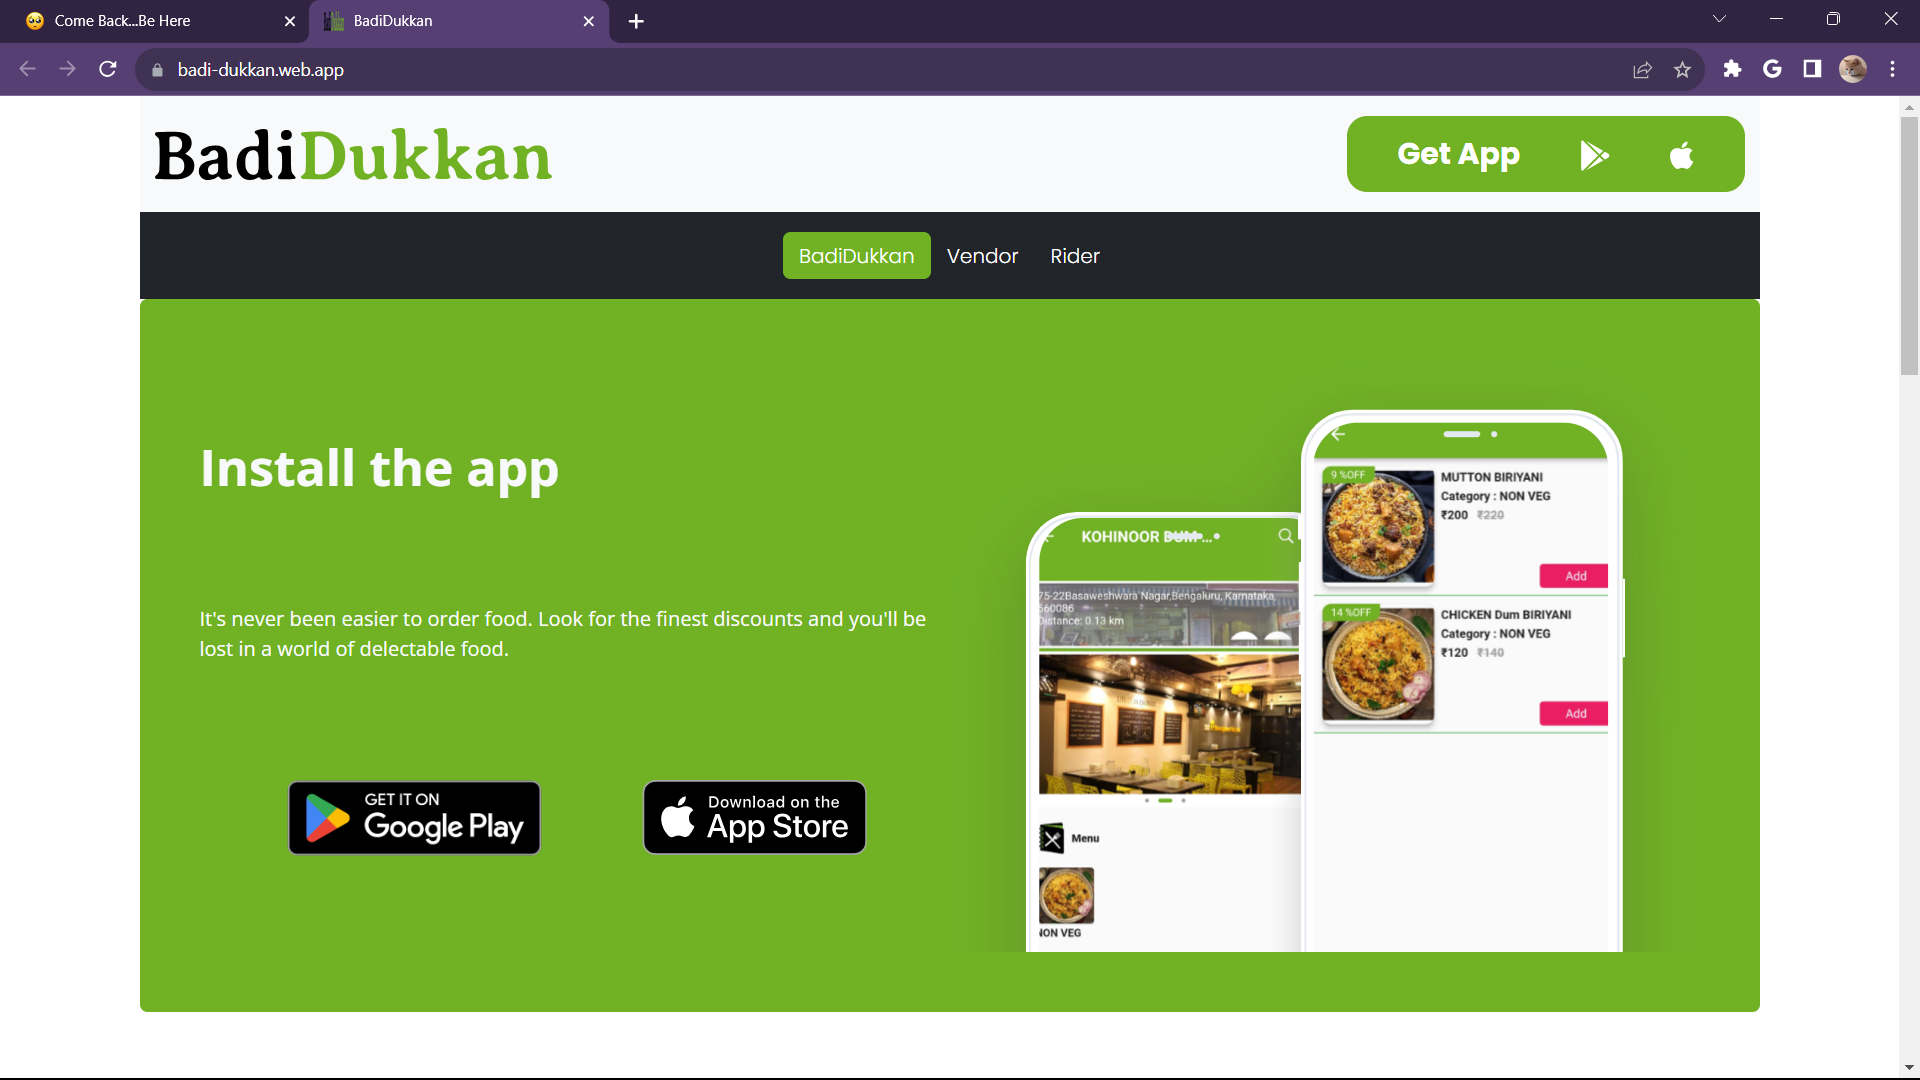 Come Back...Be Here
BadiDukkan
badi-dukkan.web.app
BadiDukkan
Get App
BadiDukkan Vendor Rider
Install the app
It's never been easier to order food. Look for the finest discounts and you'll be
lost in a world of delectable food.
GET IT ON
Google Play
Download on the
App Store
KOHINOOR DUM ...
75-22Basaweshwara Nagar,Bengaluru, Karnataka,
560086
Distance: 0.13 km
Menu
NON VEG
9 %OFF
MUTTON BIRIYANI
Category : NON VEG
₹200 ₹220
Add
14 %OFF
CHICKEN Dum BIRIYANI
Category : NON VEG
₹120 ₹140
Add